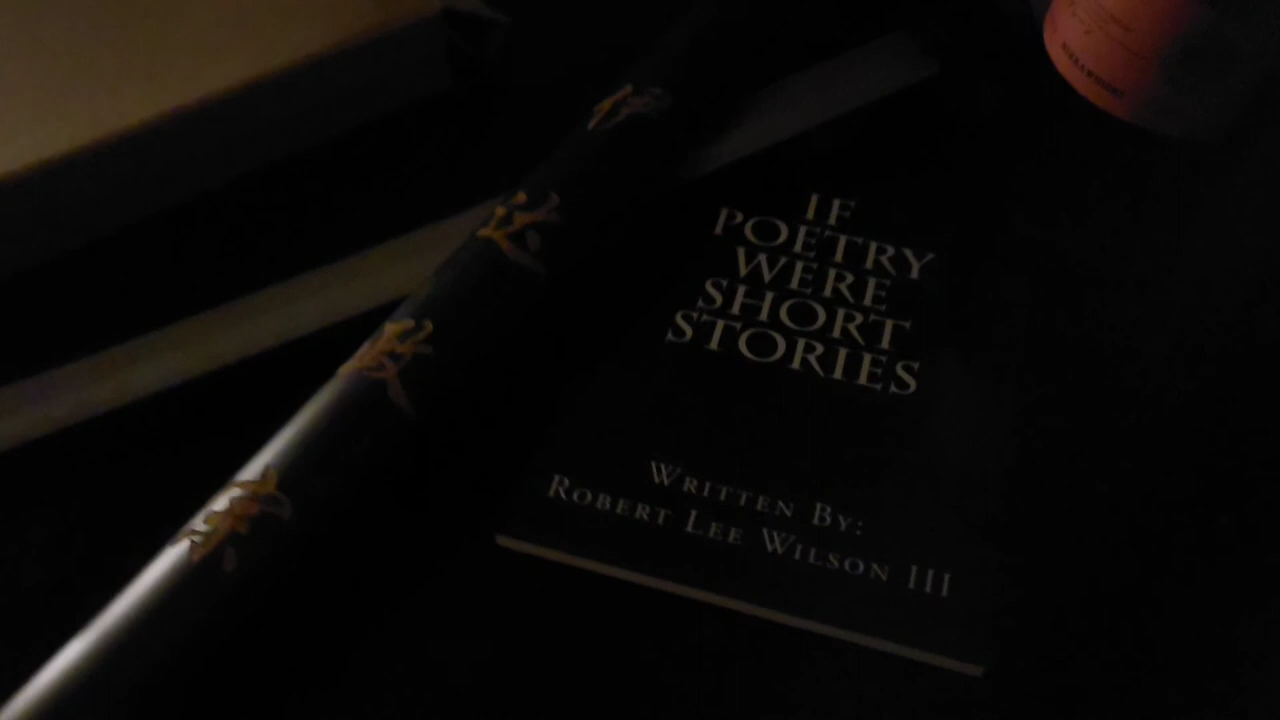 IF
POETRY
WERE
SHORT
STORIES
WRITTEN BY:
ROBERT LEE WILSON III